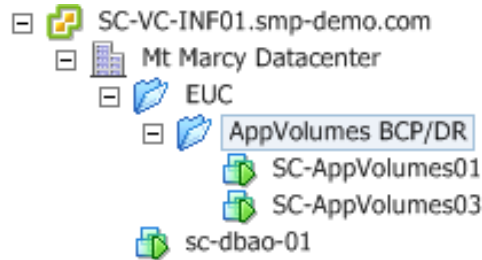 SC-VC-INF01.smp-demo.com
Mt Marcy Datacenter
EUC
AppVolumes BCP/DR
SC-AppVolumes01
SC-AppVolumes03
sc-dbao-01